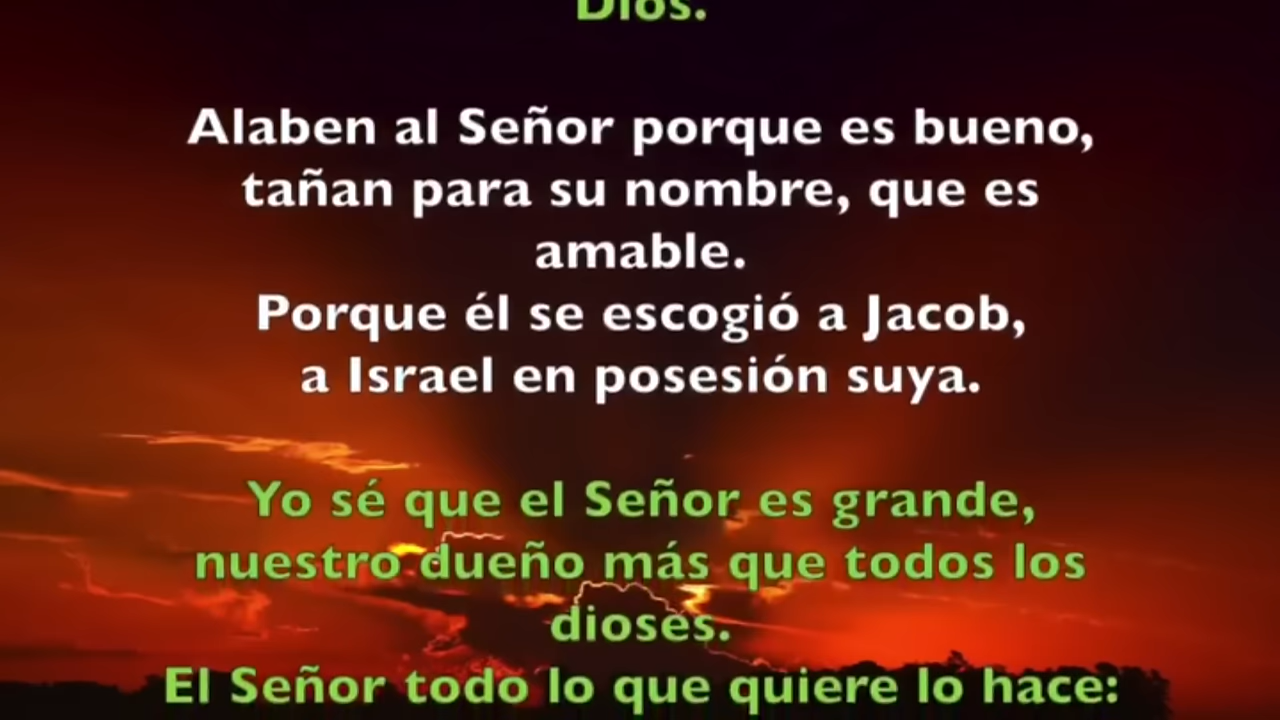 Dios.
Alaben al Señor porque es bueno,
tañan para su nombre, que es
amable.
Porque él se escogió a Jacob,
a Israel en posesión suya.
Yo sé que el Señor es grande,
nuestro dueño más que todos los
dioses.
El Señor todo lo que quiere lo hace: